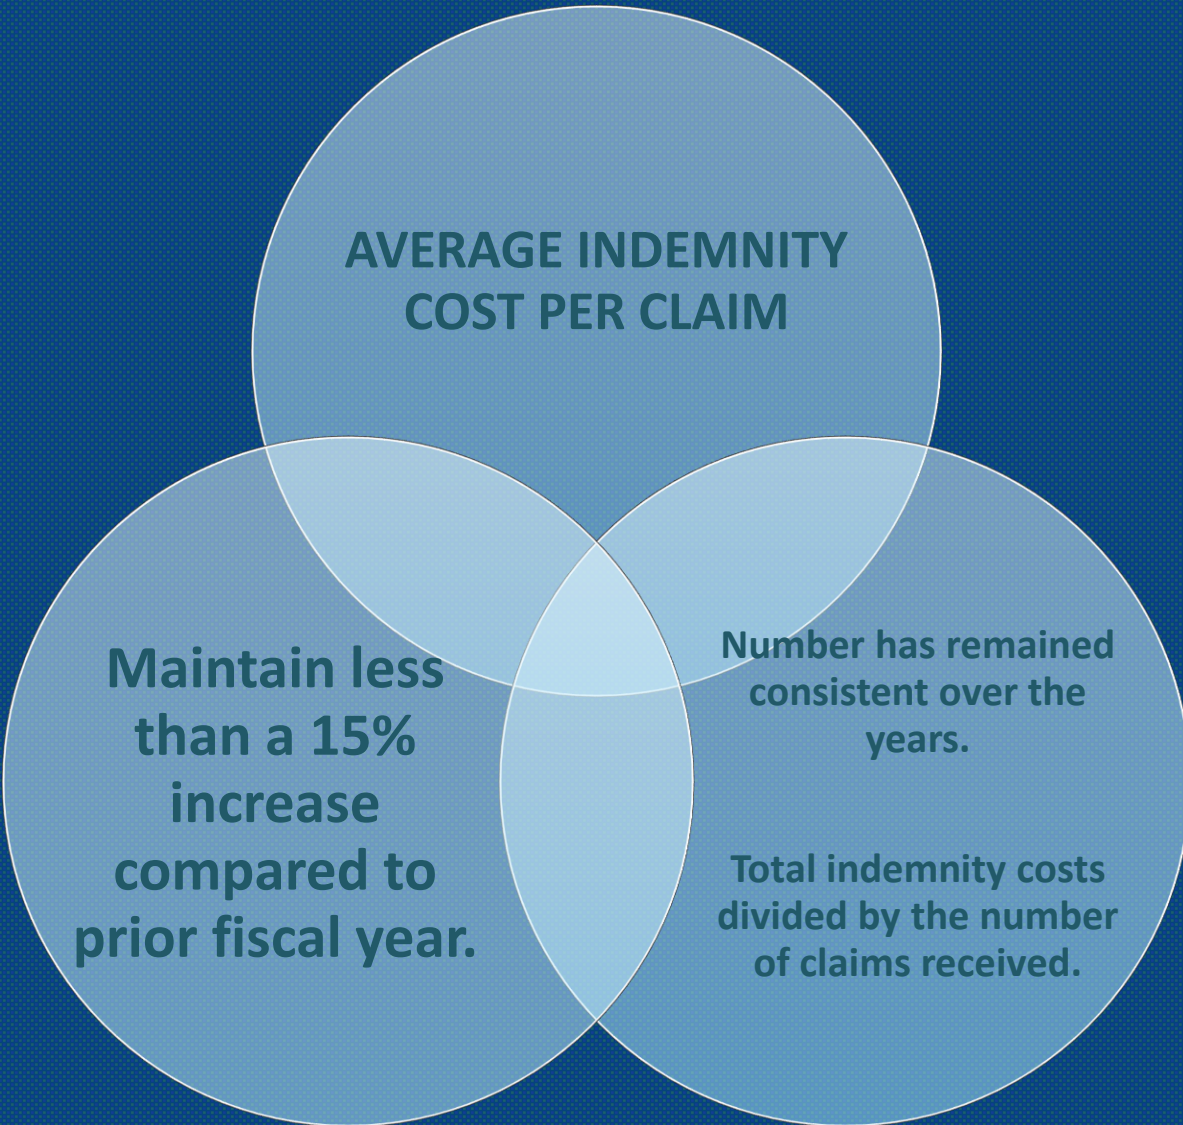 AVERAGE INDEMNITY
COST PER CLAIM
Maintain less
than a 15%
increase
compared to
prior fiscal year.
Number has remained
consistent over the
years.
Total indemnity costs
divided by the number
of claims received.